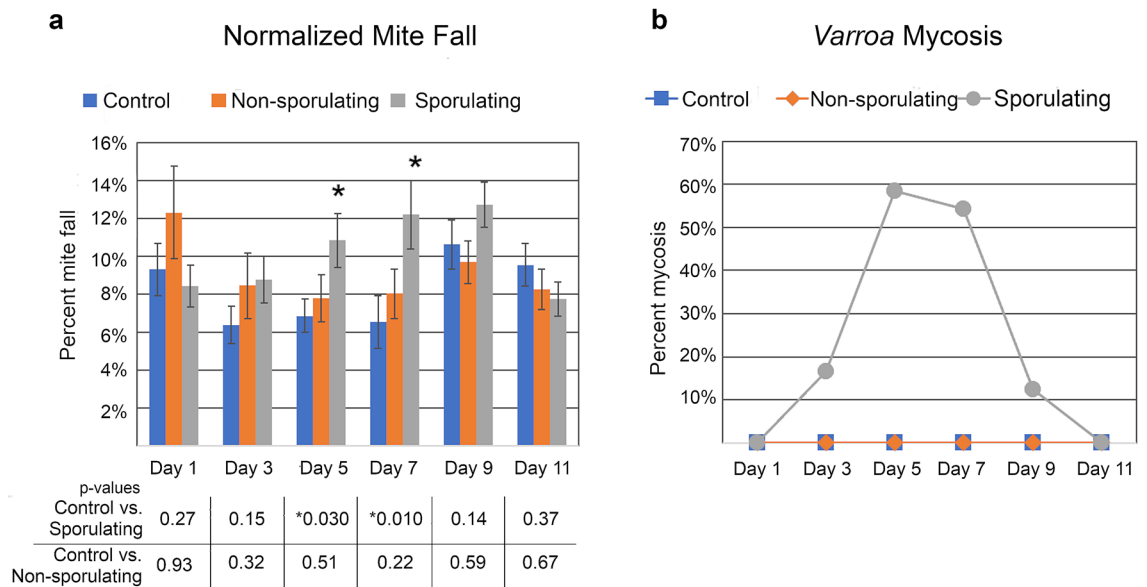 a
Normalized Mite Fall
Control Non-sporulating Sporulating
Percent mite fall
16%
14%
12%
10%
8%
6%
4%
2%
*
*
Day 1 Day 3 Day 5 Day 7 Day 9 Day 11
p-values
Control vs.
Sporulating
0.27 0.15 *0.030 *0.010 0.14 0.37
Control vs.
Non-sporulating
0.93 0.32 0.51 0.22 0.59 0.67
b
Varroa Mycosis
Control Non-sporulating Sporulating
Percent mycosis
70%
60%
50%
40%
30%
20%
10%
Day 1 Day 3 Day 5 Day 7 Day 9 Day 11